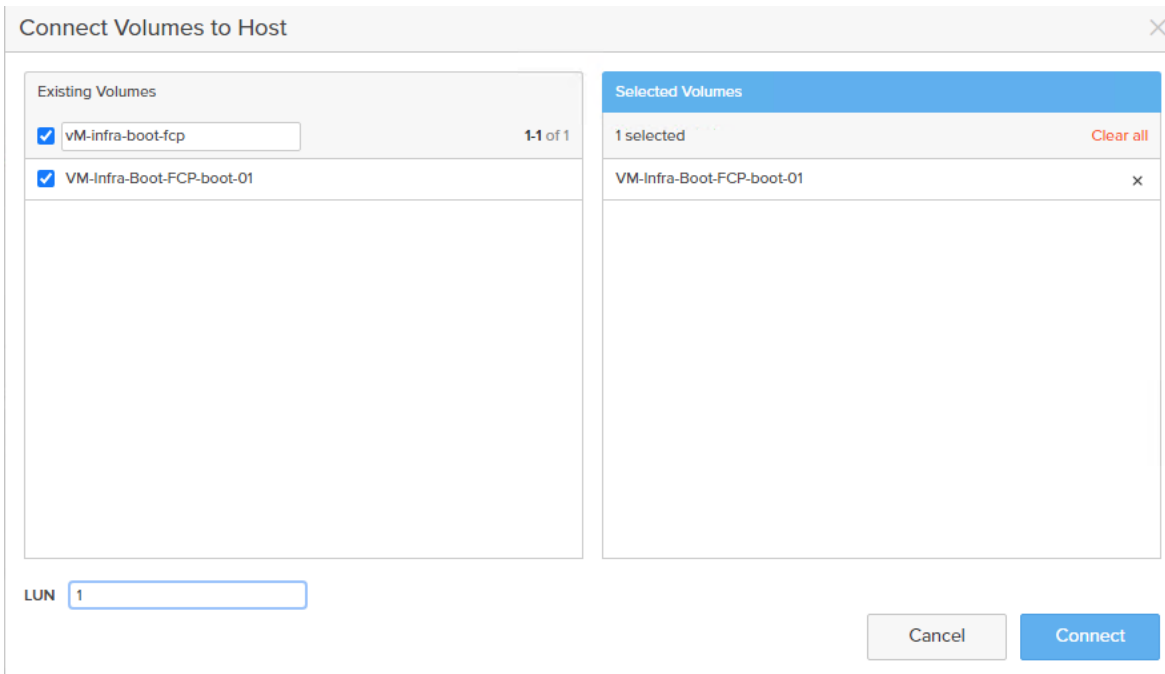 Connect Volumes to Host
Existing Volumes
vM-infra-boot-fcp 1-1 of 1
VM-Infra-Boot-FCP-boot-01
Selected Volumes
1 selected Clear all
VM-Infra-Boot-FCP-boot-01
LUN 1
Cancel Connect